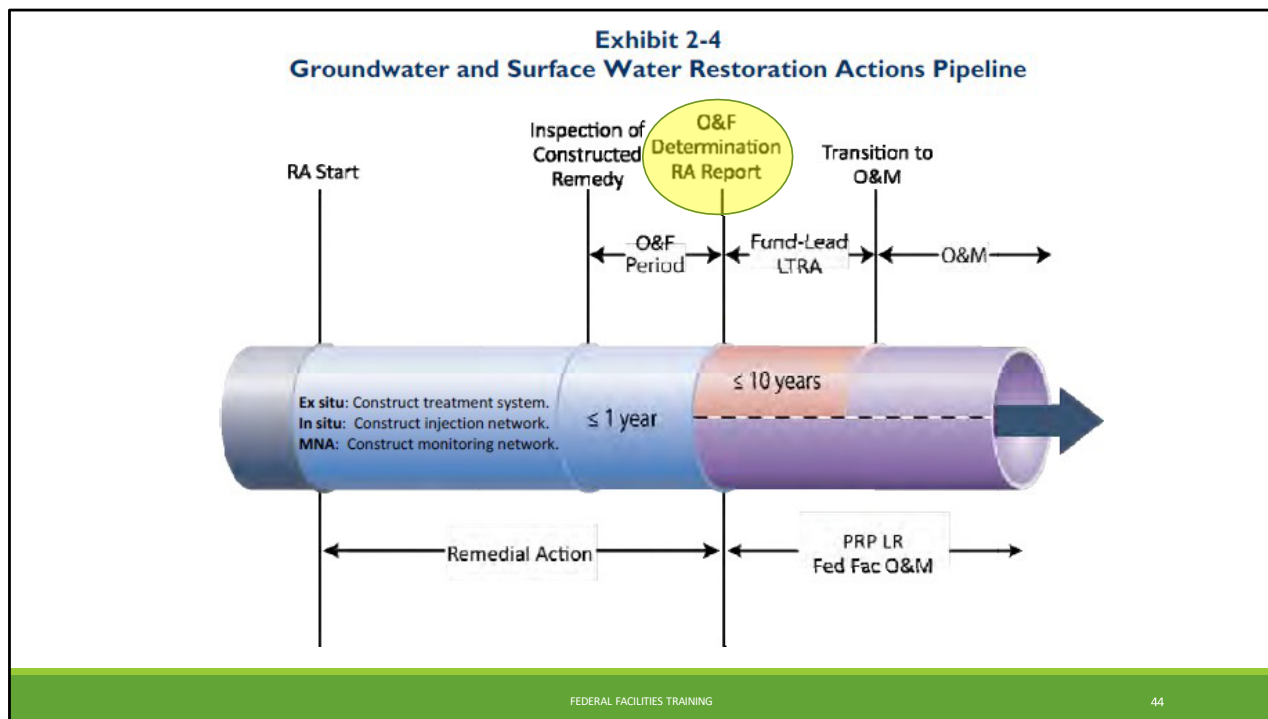 Exhibit 2-4
Groundwater and Surface Water Restoration Actions Pipeline
RA Start
Inspection of
Constructed
Remedy
O&F
Determination
RA Report
Transition to
O&M
O&F
Period
Fund-Lead
LTRA
O&M
Ex situ: Construct treatment system.
In situ: Construct injection network.
MNA: Construct monitoring network.
≤ 1 year
≤ 10 years
Remedial Action
PRP LR
Fed Fac O&M
FEDERAL FACILITIES TRAINING
44